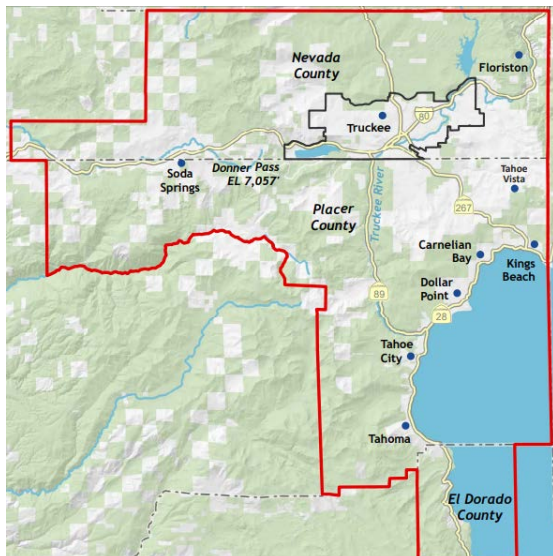 Nevada
County
Floriston
Truckee
80
Soda
Springs
Donner Pass
EL 7,057'
Truckee River
Tahoe
Vista
Placer
County
267
Carnelian
Bay
Kings
Beach
Dollar
Point
89
28
Tahoe
City
Tahoma
El Dorado
County